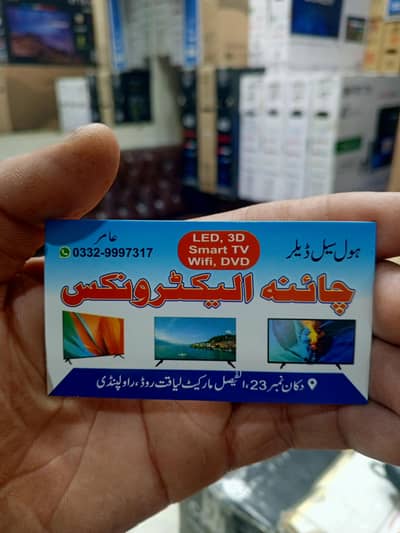 ہول سیل ڈیلر
LED, 3D
Smart TV
Wifi, DVD
عامر
0332-9997317
چائنہ الیکٹرونکس
دکان نمبر 23، الفیصل مارکیٹ لیاقت روڈ، راولپنڈی